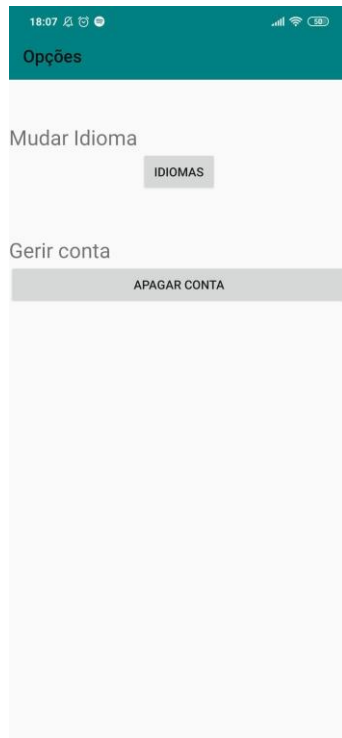 18:07
50
Opções
Mudar Idioma
IDIOMAS
Gerir conta
APAGAR CONTA